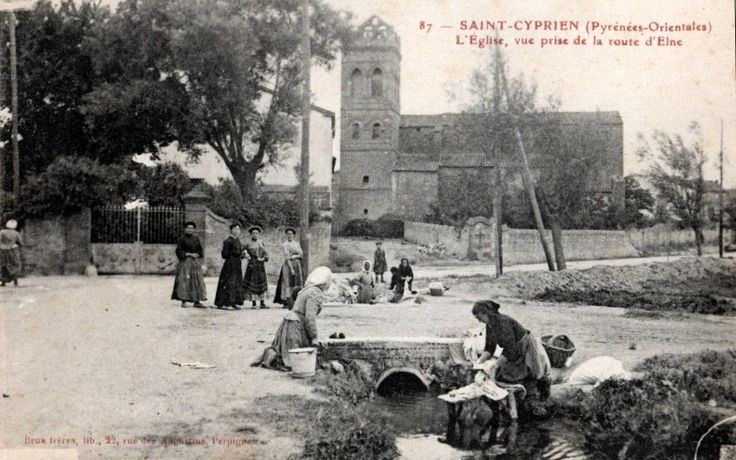 87 — SAINT-CYPRIEN (Pyrénées-Orientales)
L'Église, vue prise de la route d'Elne
Brun frères, lib., 22, rue des Augustins, Perpignan